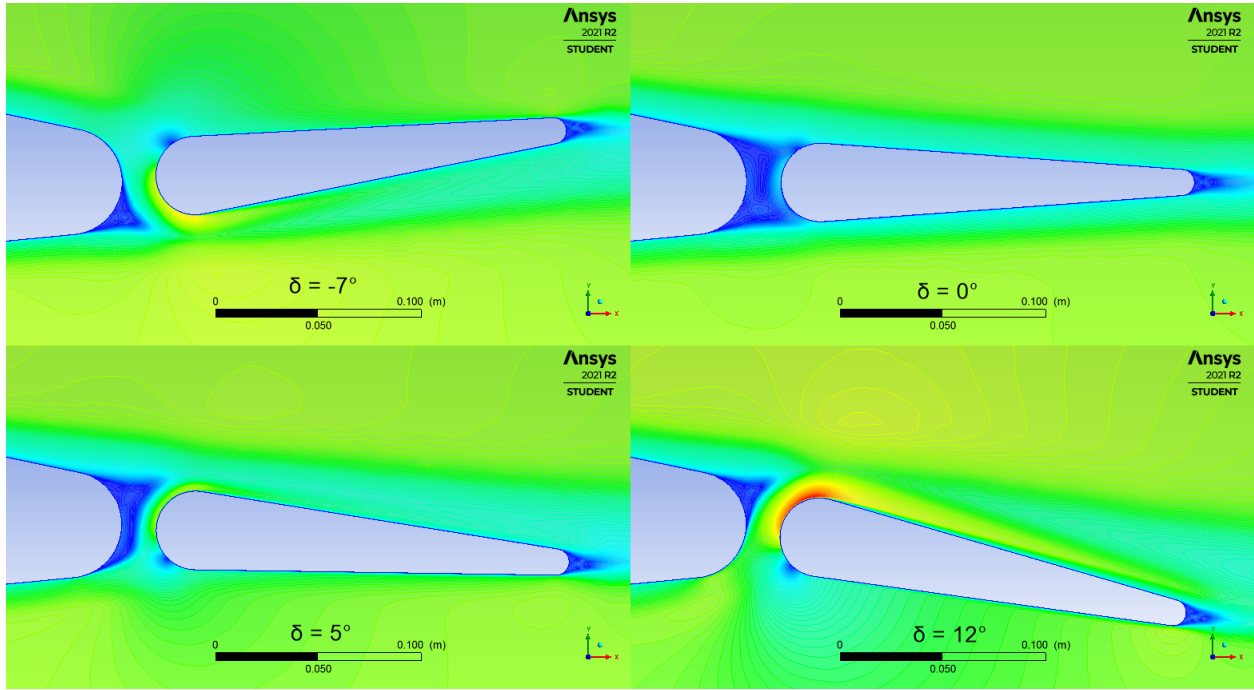 Ansys
2021 R2
STUDENT
δ = -7°
0 0.100 (m)
0.050
Y
X
Ansys
2021 R2
STUDENT
δ = 0°
0 0.100 (m)
0.050
Y
X
Ansys
2021 R2
STUDENT
δ = 5°
0 0.100 (m)
0.050
Y
X
Ansys
2021 R2
STUDENT
δ = 12°
0 0.100 (m)
0.050
Y
X